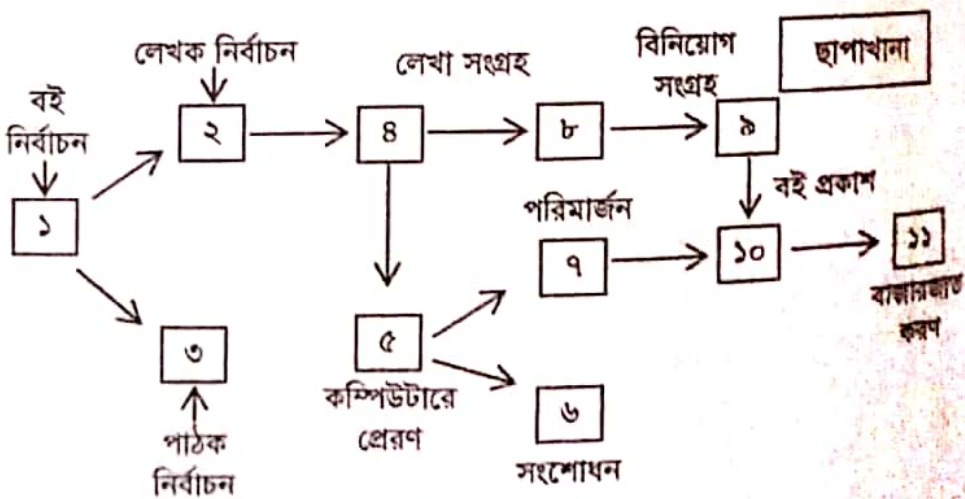 লেখক নির্বাচন
লেখা সংগ্রহ
বিনিয়োগ
সংগ্রহ
ছাপাখানা
বই
নির্বাচন
২
৪
৮
৯
১
পরিমার্জন
বই প্রকাশ
৭
১০
১১
বাজারজাত
করণ
৩
৫
কম্পিউটারে
প্রেরণ
৬
পাঠক
নির্বাচন
সংশোধন